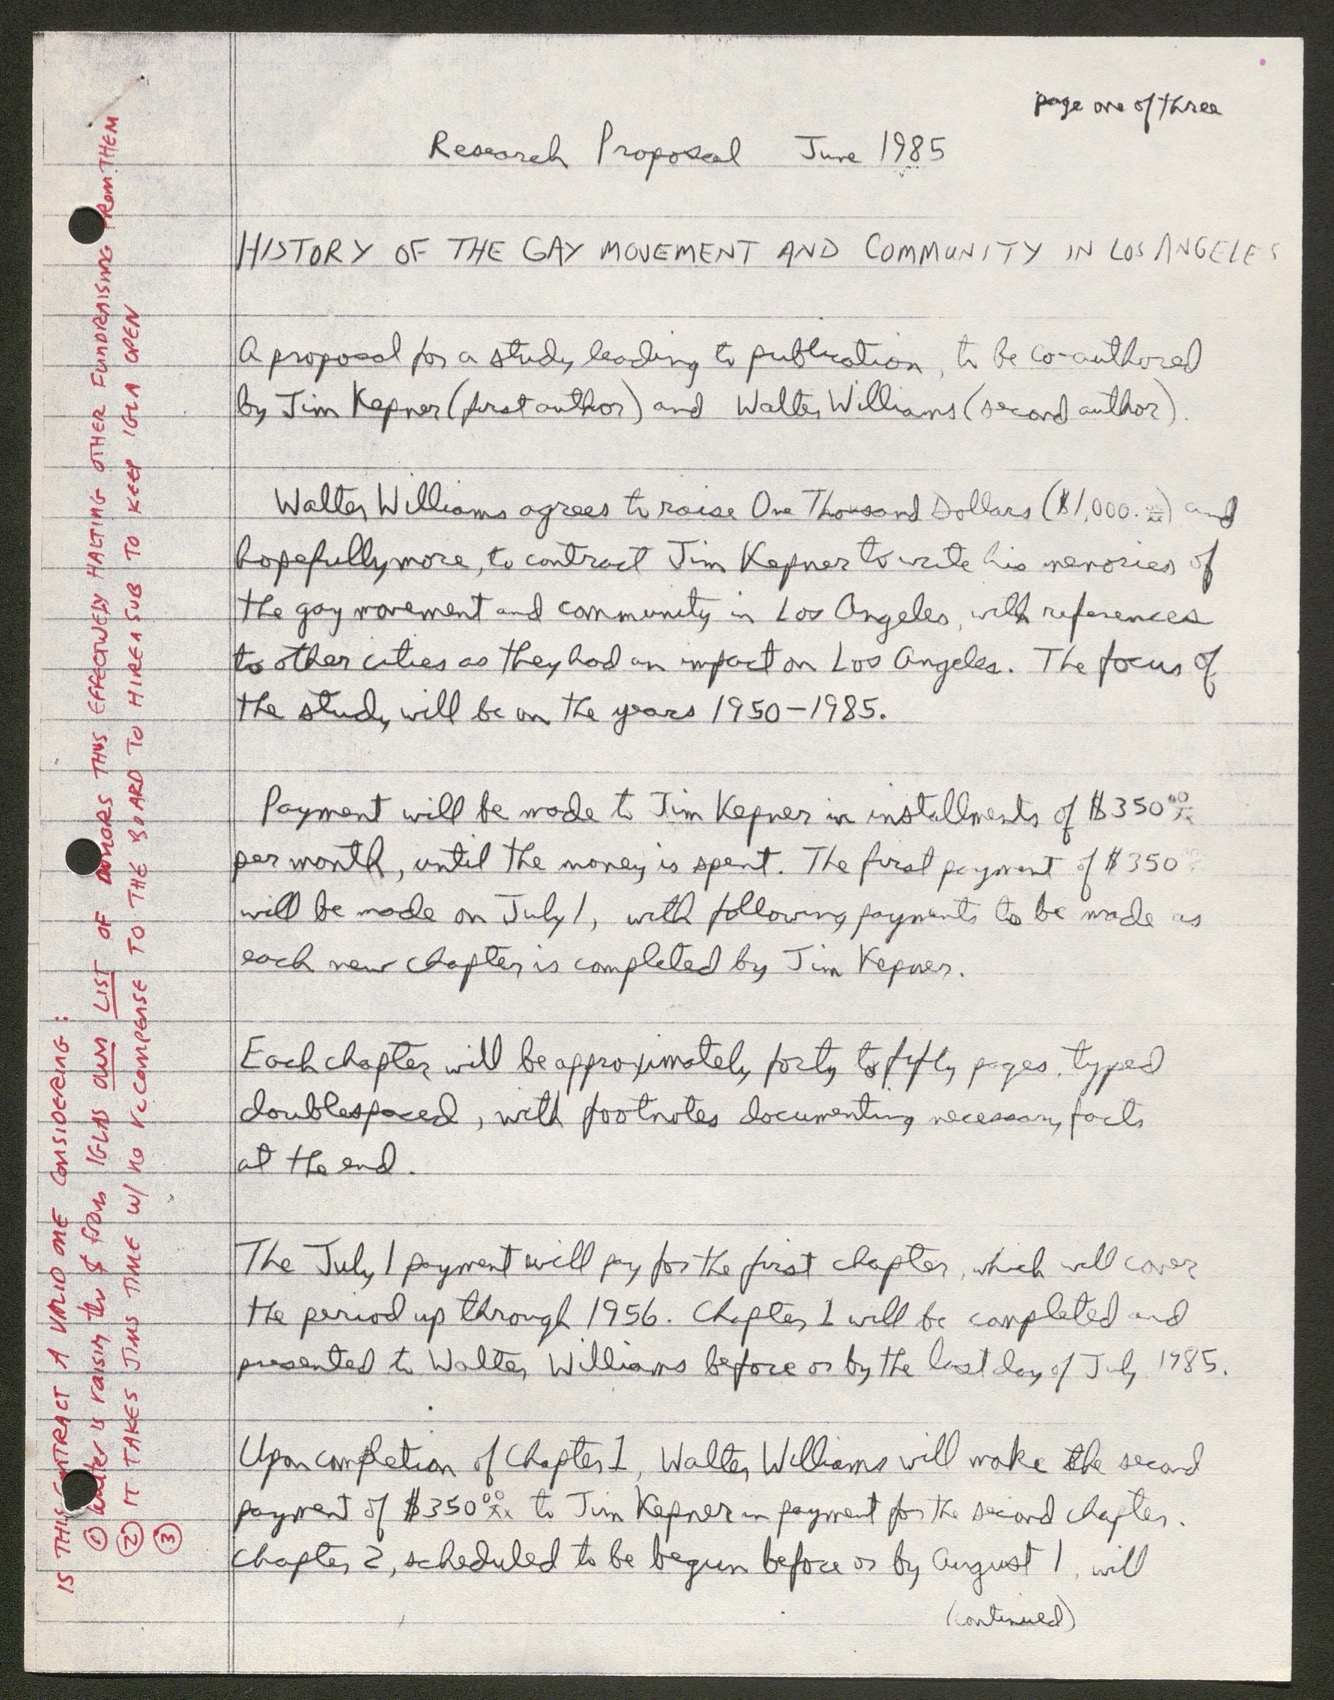 page one of three
Research Proposal June 1985
HISTORY OF THE GAY MOVEMENT AND COMMUNITY IN LOS ANGELES
A proposal for a study leading to publication, to be co-authored
by Jim Kepner (first author) and Walter Williams (second author).
Walter Williams agrees to raise One Thousand Dollars ($1,000.00/xx) and
hopefully more, to contract Jim Kepner to write his memories of
the gay movement and community in Los Angeles, with references
to other cities as they had an impact on Los Angeles. The focus of
the study will be on the years 1950-1985.
Payment will be made to Jim Kepner in installments of $350 00/xx
per month, until the money is spent. The first payment of $350
will be made on July 1, with following payments to be made as
each new chapter is completed by Jim Kepner.
Each chapter will be approximately forty to fifty pages, typed
doublespaced, with footnotes documenting necessary facts
at the end.
The July 1 payment will pay for the first chapter, which will cover
the period up through 1956. Chapter 1 will be completed and
presented to Walter Williams before or by the last day of July 1985.
Upon completion of Chapter 1, Walter Williams will make the second
payment of $350 00/xx to Jim Kepner in payment for the second chapter.
Chapter 2, scheduled to be begun before or by August 1, will
(continued)
IS THIS CONTRACT A VALID ONE CONSIDERING:
① Walter is raising the $ from IGLAS OWN LIST OF DONORS THUS EFFECTIVELY HALTING OTHER FUNDRAISING FROM THEM
② IT TAKES JIMS TIME W/ NO RECOMPENSE TO THE BOARD TO HIRE A SUB TO KEEP IGLA OPEN
③